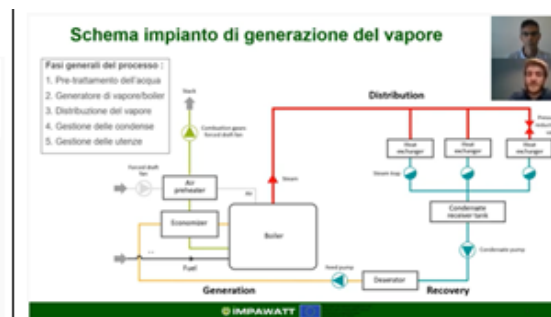 Schema impianto di generazione del vapore
Fasi generali del processo :
1. Pre-trattamento dell'acqua
2. Generatore di vapore/boiler
3. Distribuzione del vapore
4. Gestione delle condense
5. Gestione delle utenze
Stack
Combustion gases
forced draft fan
Forced draft
fan
Air
preheater
Air
Economizer
Boiler
...
Fuel
Steam
Generation
Distribution
Heat
exchanger
Heat
exchanger
Heat
exchanger
Steam trap
Condensate
receiver tank
Condensate pump
Feed pump
Deaerator
Recovery
IMPAWATT